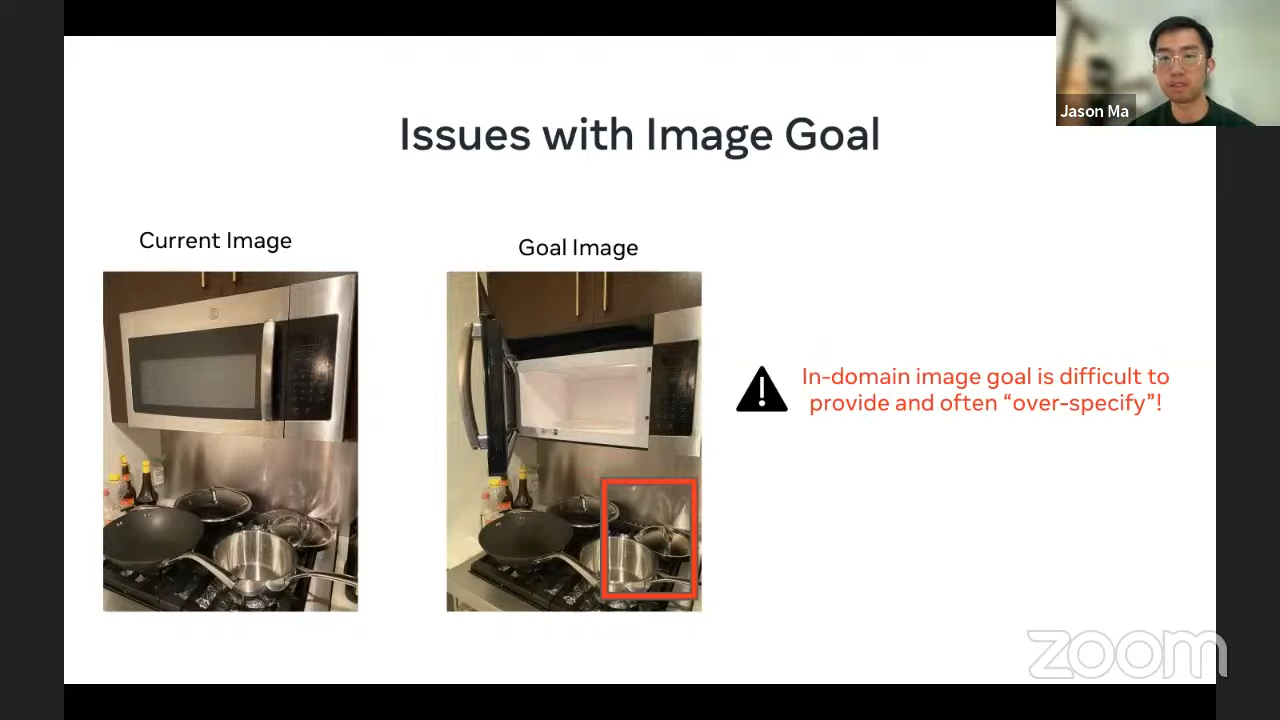 Jason Ma
Issues with Image Goal
Current Image
Goal Image
In-domain image goal is difficult to
provide and often “over-specify”!
zoom